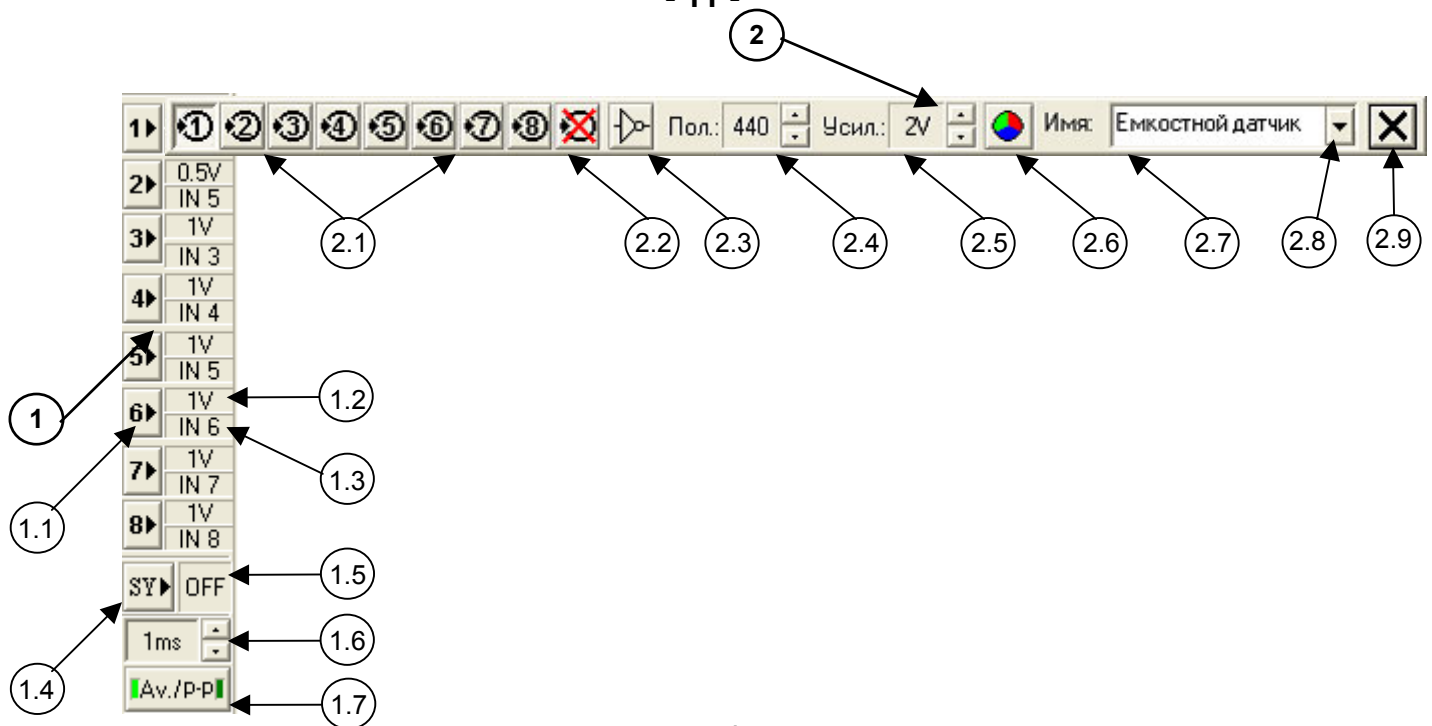 2
1 1 2 3 4 5 6 7 8 Пол.: 440 Усил.: 2V Имя: Емкостной датчик
2 0.5V
IN 5
3 1V
IN 3
2.1 2.2 2.3 2.4 2.5 2.6 2.7 2.8 2.9
4 1V
IN 4
5 1V
IN 5
1
6 1V 1.2
IN 6
7 1V 1.3
IN 7
1.1
8 1V
IN 8
SY OFF 1.5
1ms 1.6
1.4
Av./p-p 1.7